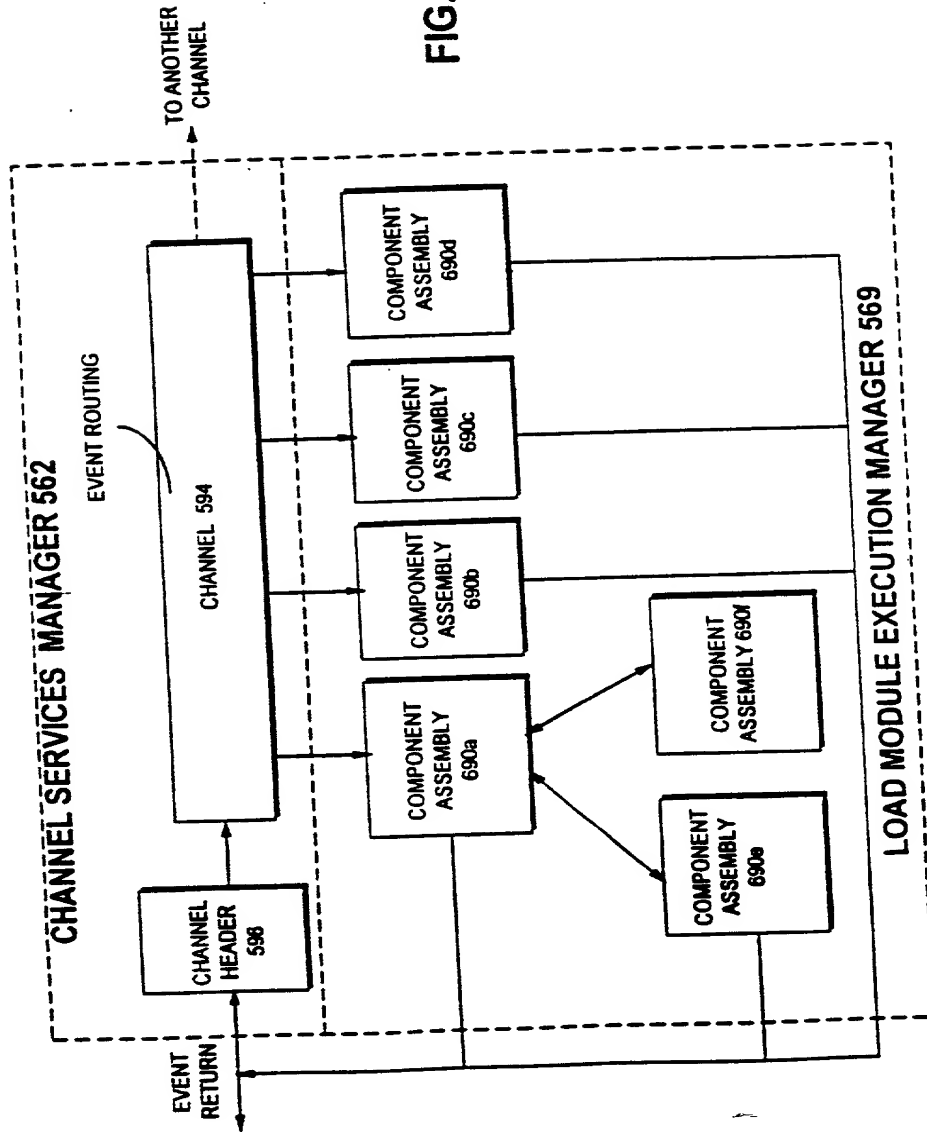 FIG.
CHANNEL SERVICES MANAGER 562
EVENT ROUTING
TO ANOTHER
CHANNEL
EVENT
RETURN
CHANNEL
HEADER
596
CHANNEL 594
COMPONENT
ASSEMBLY
690a
COMPONENT
ASSEMBLY
690b
COMPONENT
ASSEMBLY
690c
COMPONENT
ASSEMBLY
690d
COMPONENT
ASSEMBLY
690e
COMPONENT
ASSEMBLY 690f
LOAD MODULE EXECUTION MANAGER 569